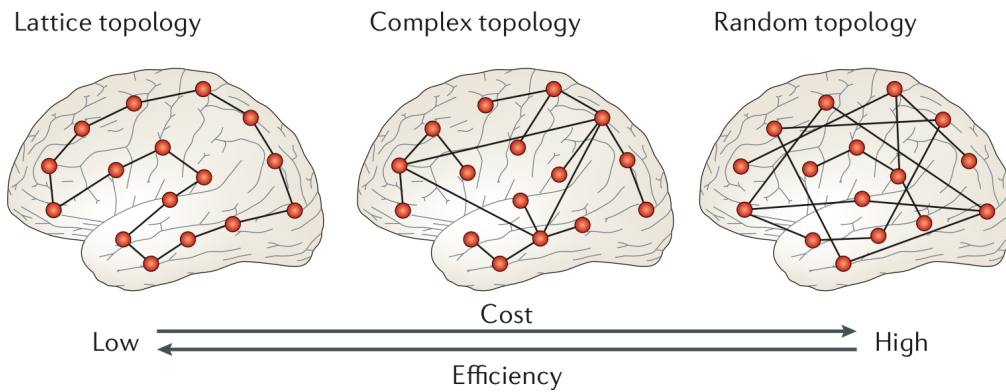 Lattice topology
Complex topology
Random topology
Cost
Low
High
Efficiency